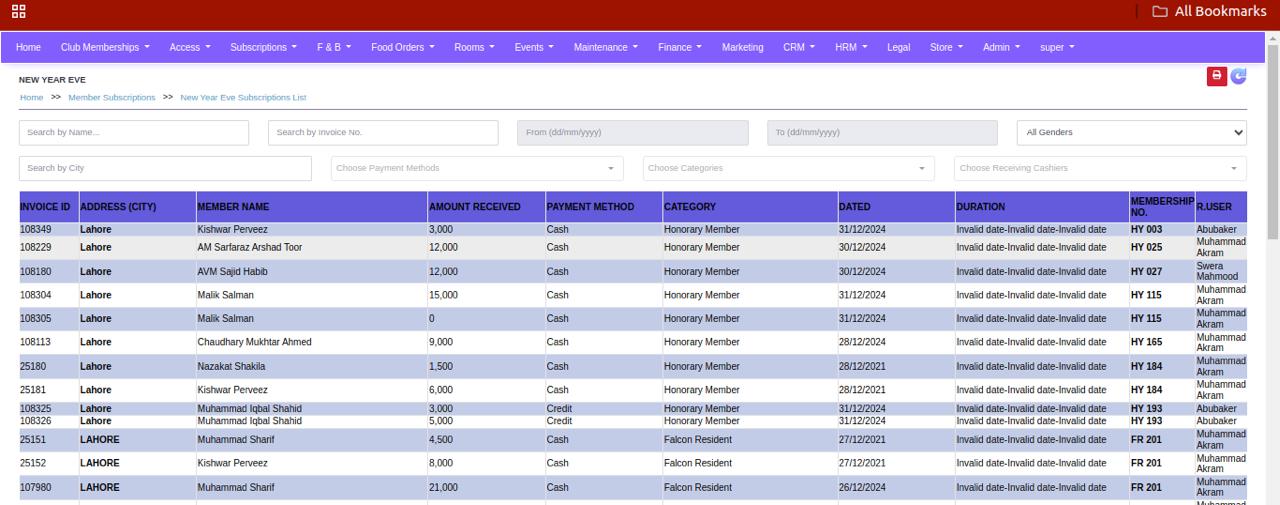 All Bookmarks
Home Club Memberships Access Subscriptions F & B Food Orders Rooms Events Maintenance Finance Marketing CRM HRM Legal Store Admin super
NEW YEAR EVE
Home >> Member Subscriptions >> New Year Eve Subscriptions List
Search by Name... Search by Invoice No. From (dd/mm/yyyy) To (dd/mm/yyyy) All Genders
Search by City Choose Payment Methods Choose Categories Choose Receiving Cashiers
INVOICE ID ADDRESS (CITY) MEMBER NAME AMOUNT RECEIVED PAYMENT METHOD CATEGORY DATED DURATION MEMBERSHIP NO. R.USER
108349 Lahore Kishwar Perveez 3,000 Cash Honorary Member 31/12/2024 Invalid date-Invalid date-Invalid date HY 003 Abubaker
108229 Lahore AM Sarfaraz Arshad Toor 12,000 Cash Honorary Member 30/12/2024 Invalid date-Invalid date-Invalid date HY 025 Muhammad Akram
108180 Lahore AVM Sajid Habib 12,000 Cash Honorary Member 30/12/2024 Invalid date-Invalid date-Invalid date HY 027 Swera Mahmood
108304 Lahore Malik Salman 15,000 Cash Honorary Member 31/12/2024 Invalid date-Invalid date-Invalid date HY 115 Muhammad Akram
108305 Lahore Malik Salman 0 Cash Honorary Member 31/12/2024 Invalid date-Invalid date-Invalid date HY 115 Muhammad Akram
108113 Lahore Chaudhary Mukhtar Ahmed 9,000 Cash Honorary Member 28/12/2024 Invalid date-Invalid date-Invalid date HY 165 Muhammad Akram
25180 Lahore Nazakat Shakila 1,500 Cash Honorary Member 28/12/2021 Invalid date-Invalid date-Invalid date HY 184 Muhammad Akram
25181 Lahore Kishwar Perveez 6,000 Cash Honorary Member 28/12/2021 Invalid date-Invalid date-Invalid date HY 184 Muhammad Akram
108325 Lahore Muhammad Iqbal Shahid 3,000 Credit Honorary Member 31/12/2024 Invalid date-Invalid date-Invalid date HY 193 Abubaker
108326 Lahore Muhammad Iqbal Shahid 5,000 Credit Honorary Member 31/12/2024 Invalid date-Invalid date-Invalid date HY 193 Abubaker
25151 LAHORE Muhammad Sharif 4,500 Cash Falcon Resident 27/12/2021 Invalid date-Invalid date-Invalid date FR 201 Muhammad Akram
25152 LAHORE Kishwar Perveez 8,000 Cash Falcon Resident 27/12/2021 Invalid date-Invalid date-Invalid date FR 201 Muhammad Akram
107980 LAHORE Muhammad Sharif 21,000 Cash Falcon Resident 26/12/2024 Invalid date-Invalid date-Invalid date FR 201 Muhammad Akram